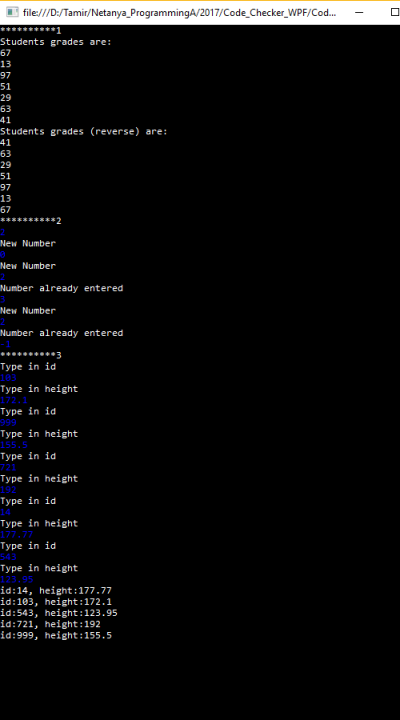 file:///D:/Tamir/Netanya_ProgrammingA/2017/Code_Checker_WPF/Cod...
**********1
Students grades are:
67
13
97
51
29
63
41
Students grades (reverse) are:
41
63
29
51
97
13
67
**********2
2
New Number
0
New Number
2
Number already entered
3
New Number
2
Number already entered
-1
**********3
Type in id
103
Type in height
172.1
Type in id
999
Type in height
155.5
Type in id
721
Type in height
192
Type in id
14
Type in height
177.77
Type in id
543
Type in height
123.95
id:14, height:177.77
id:103, height:172.1
id:543, height:123.95
id:721, height:192
id:999, height:155.5